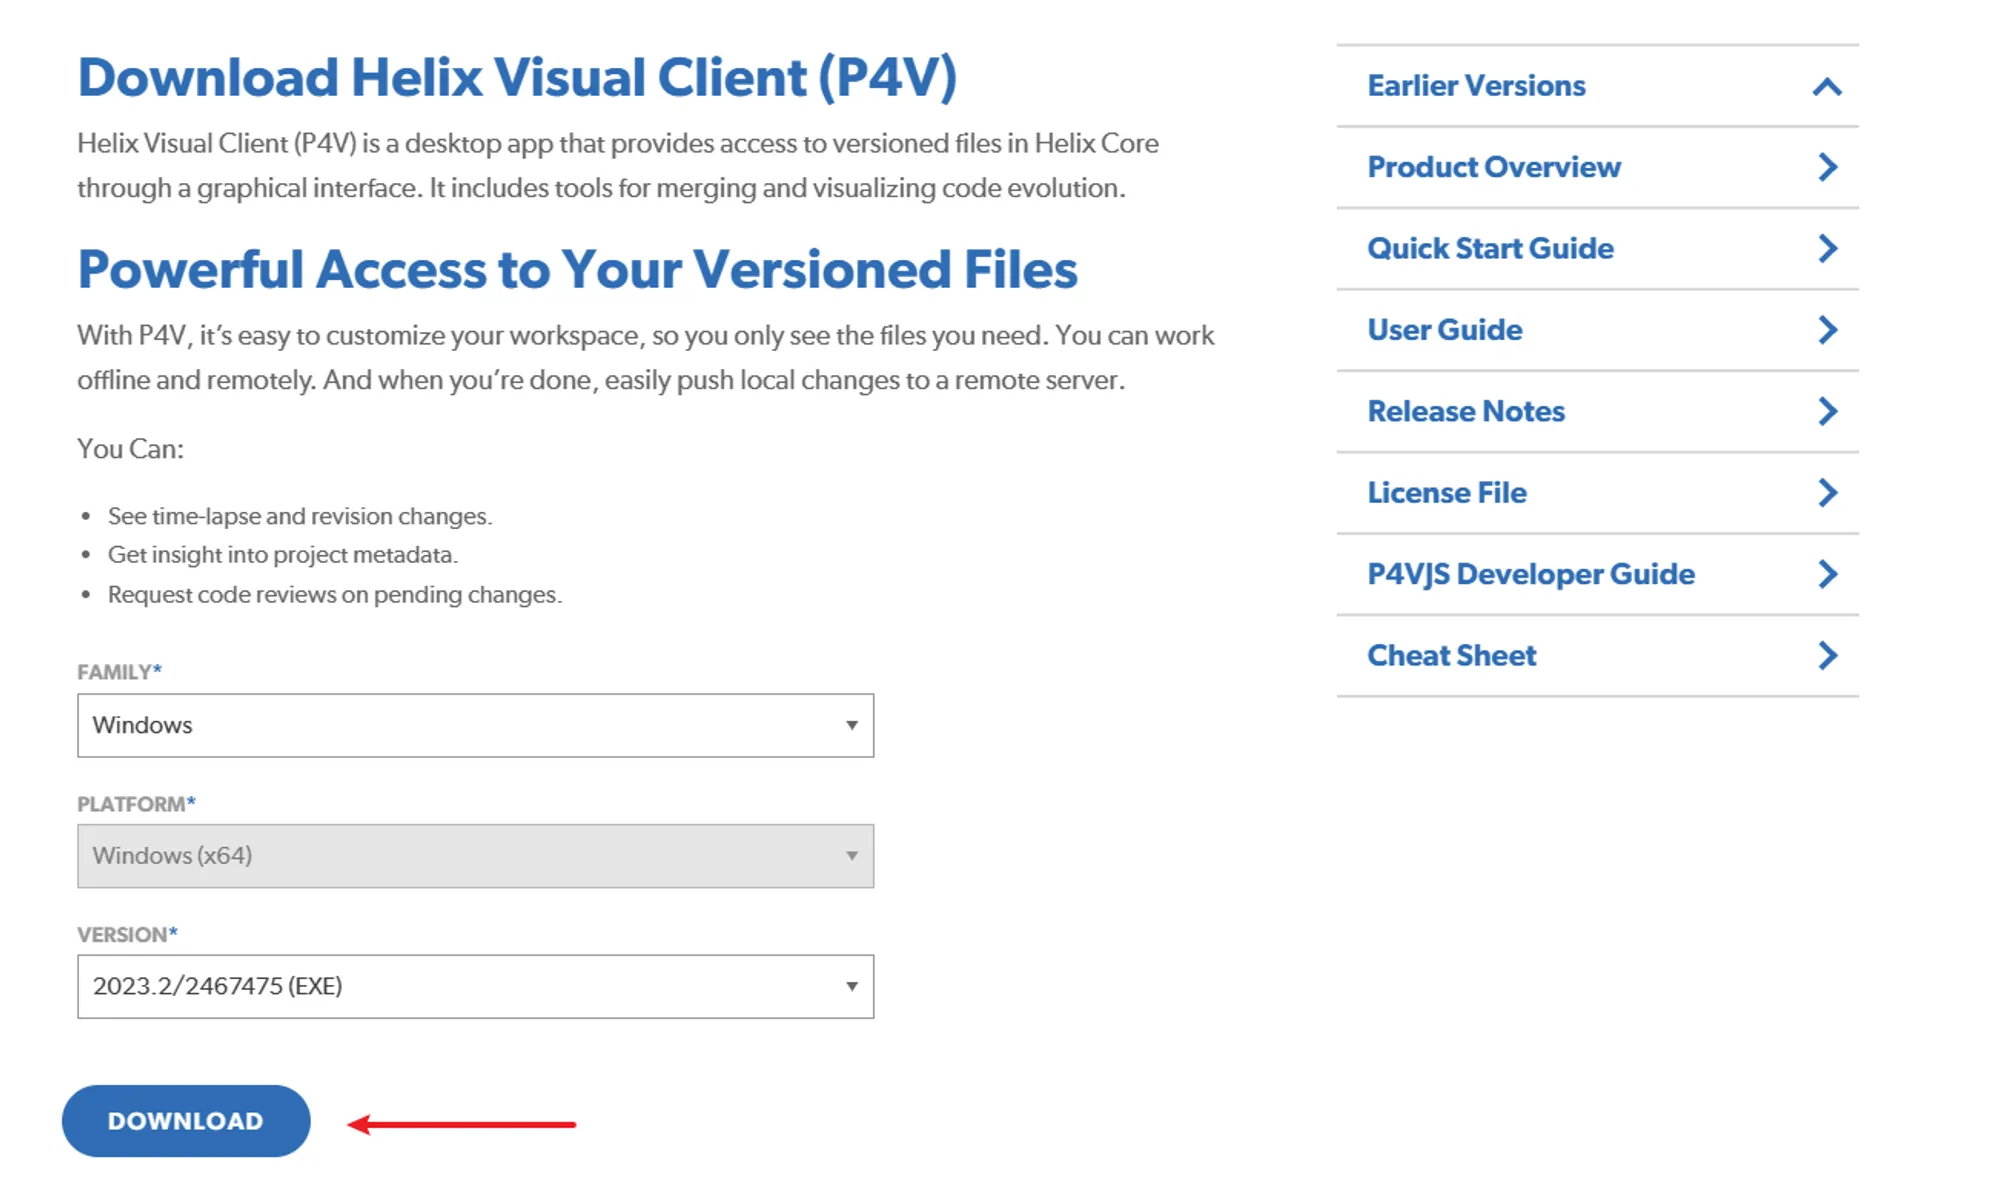 Download Helix Visual Client (P4V)
Helix Visual Client (P4V) is a desktop app that provides access to versioned files in Helix Core
through a graphical interface. It includes tools for merging and visualizing code evolution.
Powerful Access to Your Versioned Files
With P4V, it’s easy to customize your workspace, so you only see the files you need. You can work
offline and remotely. And when you’re done, easily push local changes to a remote server.
You Can:
• See time-lapse and revision changes.
• Get insight into project metadata.
• Request code reviews on pending changes.
FAMILY*
Windows
PLATFORM*
Windows (x64)
VERSION*
2023.2/2467475 (EXE)
DOWNLOAD
Earlier Versions
Product Overview
Quick Start Guide
User Guide
Release Notes
License File
P4VJS Developer Guide
Cheat Sheet